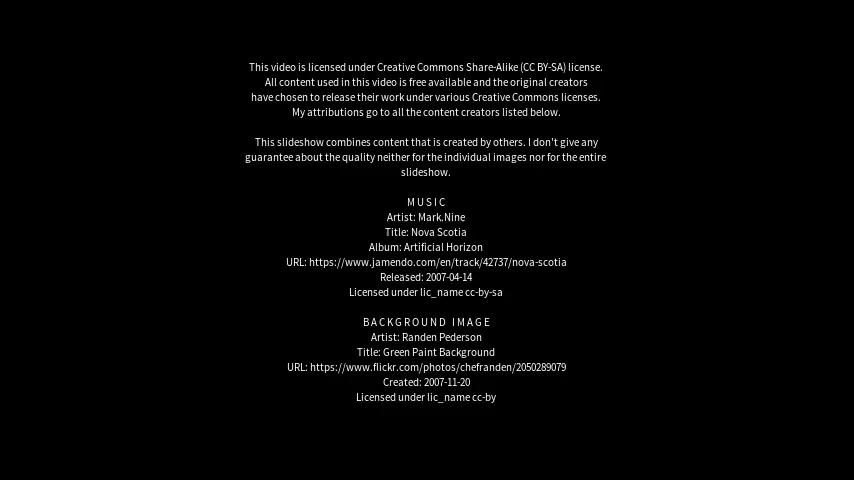 This video is licensed under Creative Commons Share-Alike (CC BY-SA) license.
All content used in this video is free available and the original creators
have chosen to release their work under various Creative Commons licenses.
My attributions go to all the content creators listed below.
This slideshow combines content that is created by others. I don't give any
guarantee about the quality neither for the individual images nor for the entire
slideshow.
MUSIC
Artist: Mark.Nine
Title: Nova Scotia
Album: Artificial Horizon
URL: https://www.jamendo.com/en/track/42737/nova-scotia
Released: 2007-04-14
Licensed under lic_name cc-by-sa
BACKGROUND IMAGE
Artist: Randen Pederson
Title: Green Paint Background
URL: https://www.flickr.com/photos/chefranden/2050289079
Created: 2007-11-20
Licensed under lic_name cc-by